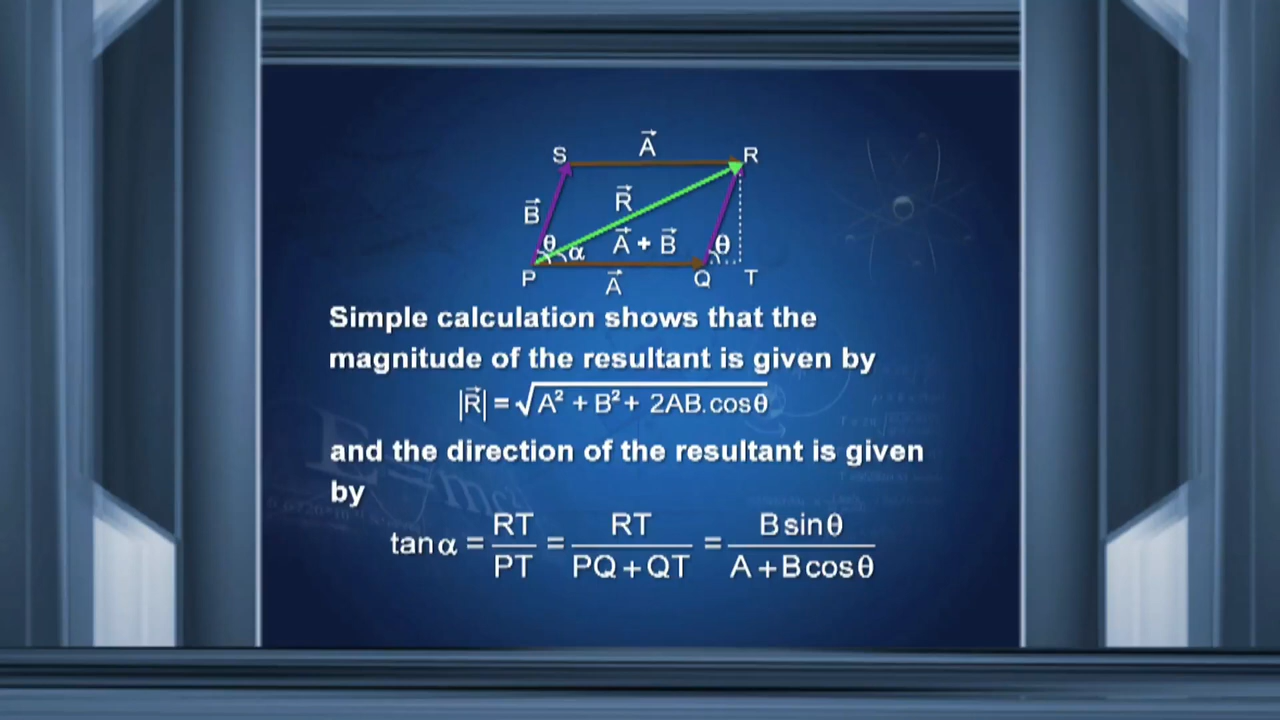 S A⃗ R
B⃗ R⃗
θ α A⃗ + B⃗ θ
P A⃗ Q T
Simple calculation shows that the
magnitude of the resultant is given by
|R⃗| = √(A² + B² + 2AB.cosθ)
and the direction of the resultant is given
by
tanα = RT/PT = RT/(PQ+QT) = Bsinθ/(A+Bcosθ)